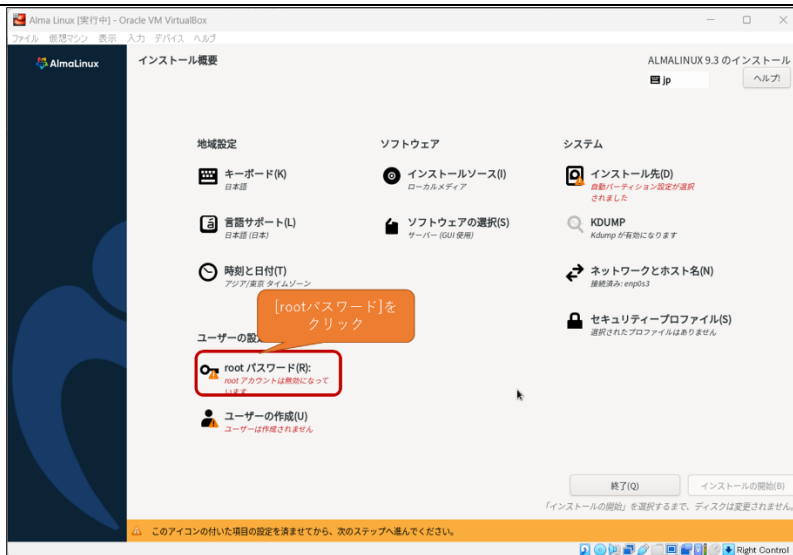 Alma Linux [実行中] - Oracle VM VirtualBox
ファイル 仮想マシン 表示 入力 デバイス ヘルプ
AlmaLinux
インストール概要
ALMALINUX 9.3 のインストール
jp
ヘルプ!
地域設定
キーボード(K)
日本語
言語サポート(L)
日本語 (日本)
時刻と日付(T)
アジア/東京 タイムゾーン
ソフトウェア
インストールソース(I)
ローカルメディア
ソフトウェアの選択(S)
サーバー (GUI 使用)
システム
インストール先(D)
自動パーティション設定が選択
されました
KDUMP
Kdump が有効になります
ネットワークとホスト名(N)
接続済み: enp0s3
セキュリティープロファイル(S)
選択されたプロファイルはありません
[rootパスワード]を
クリック
ユーザーの設
root パスワード(R):
root アカウントは無効になって
います
ユーザーの作成(U)
ユーザーは作成されません
終了(Q)
インストールの開始(B)
「インストールの開始」を選択するまで、ディスクは変更されません。
このアイコンの付いた項目の設定を済ませてから、次のステップへ進んでください。
Right Control